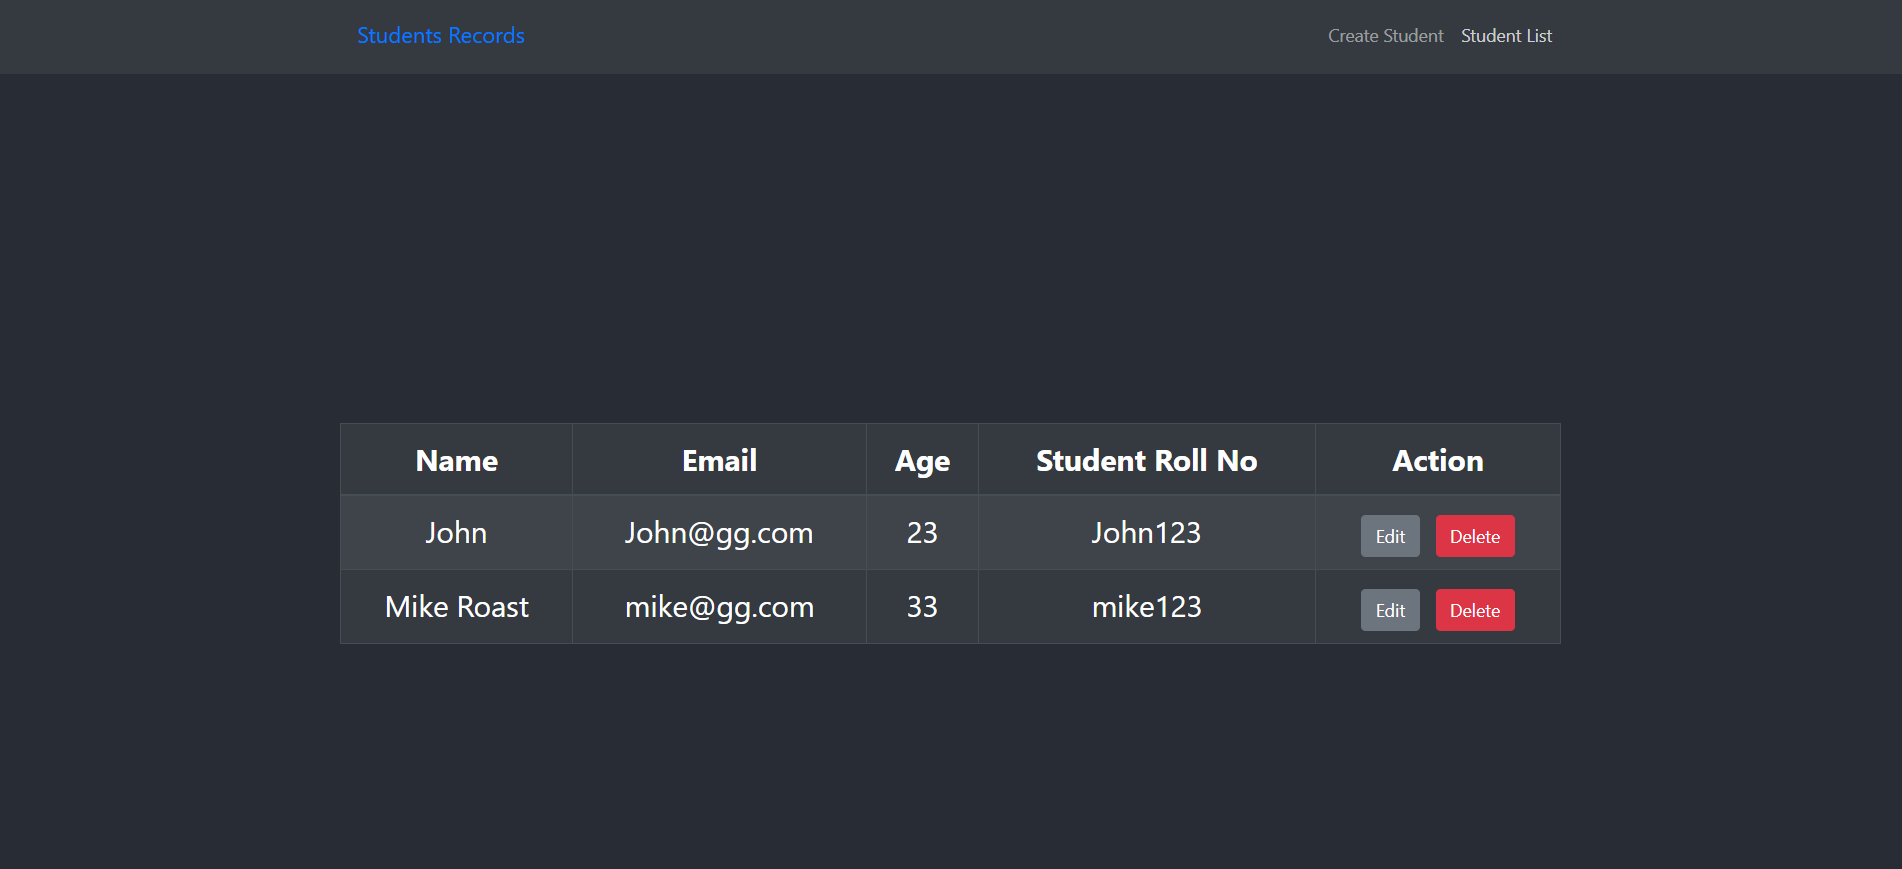 Students Records Create Student Student List
Name Email Age Student Roll No Action
John John@gg.com 23 John123 Edit Delete
Mike Roast mike@gg.com 33 mike123 Edit Delete